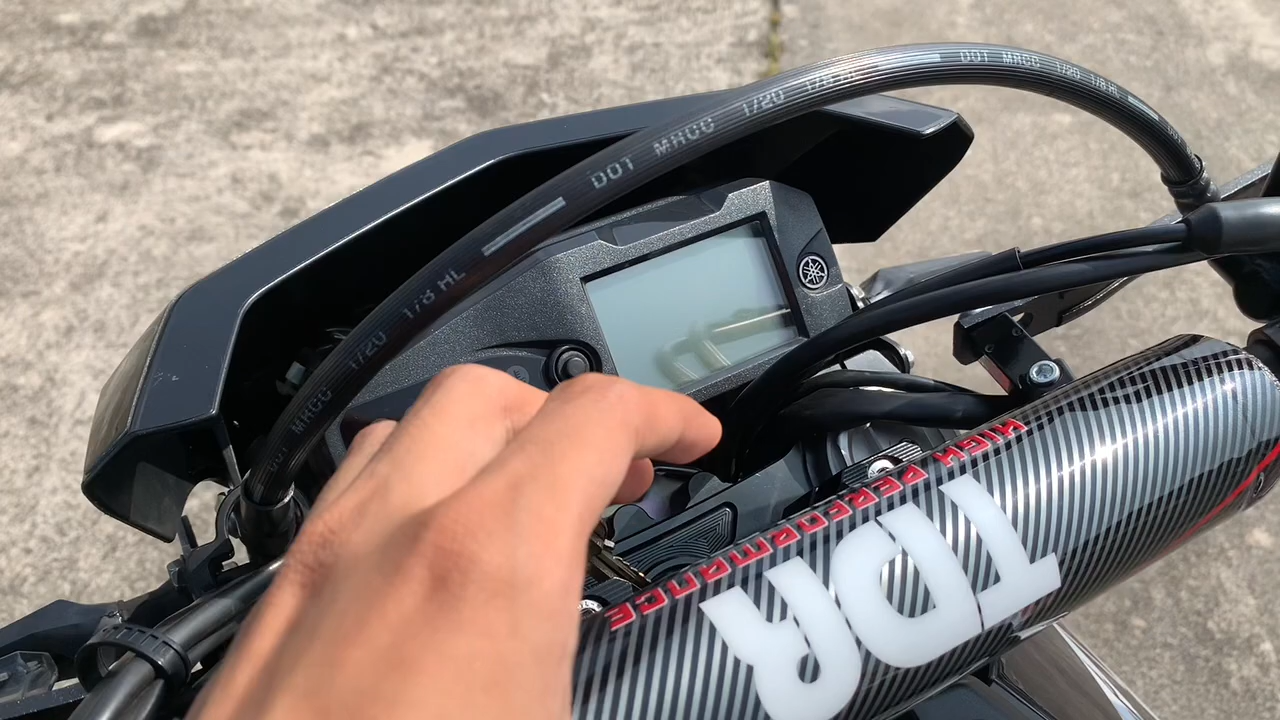 DOT MRCC 1/20 1/8 HL DOT MRCC 1/20 1/8 HL DOT MRCC 1/20 1/8 HL
HIGH PERFORMANCE
TDR